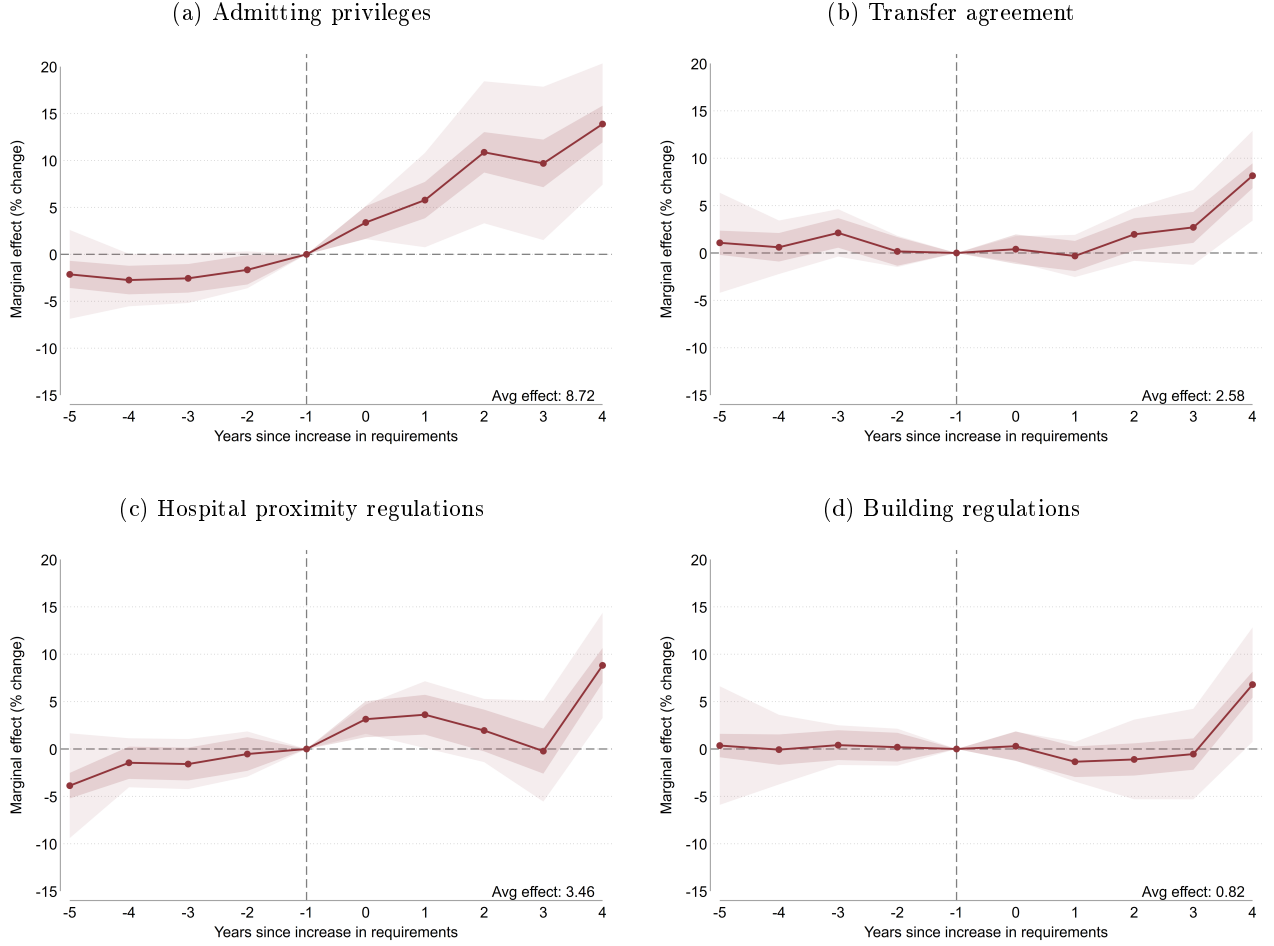 (a) Admitting privileges
Marginal effect (% change)
20
15
10
5
0
-5
-10
-15
Avg effect: 8.72
-5 -4 -3 -2 -1 0 1 2 3 4
Years since increase in requirements
(b) Transfer agreement
Marginal effect (% change)
20
15
10
5
0
-5
-10
-15
Avg effect: 2.58
-5 -4 -3 -2 -1 0 1 2 3 4
Years since increase in requirements
(c) Hospital proximity regulations
Marginal effect (% change)
20
15
10
5
0
-5
-10
-15
Avg effect: 3.46
-5 -4 -3 -2 -1 0 1 2 3 4
Years since increase in requirements
(d) Building regulations
Marginal effect (% change)
20
15
10
5
0
-5
-10
-15
Avg effect: 0.82
-5 -4 -3 -2 -1 0 1 2 3 4
Years since increase in requirements